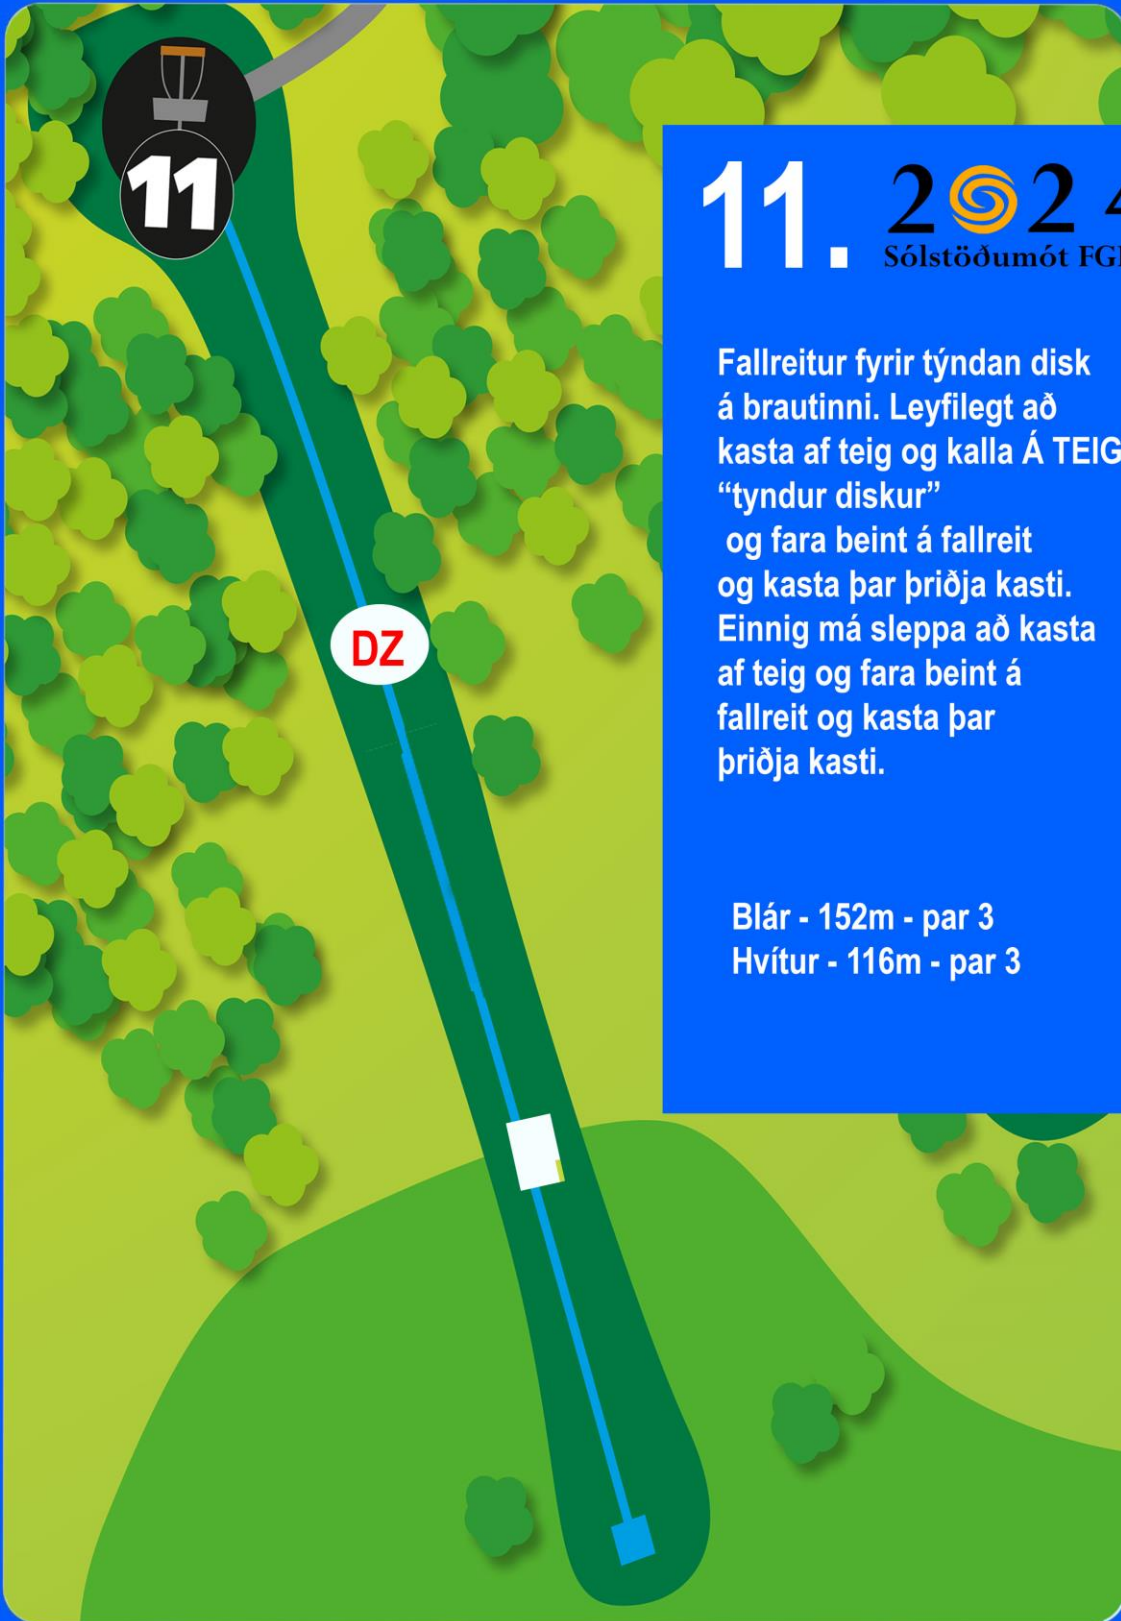 11
11.
2024
Sólstöðumót
Fallreitur fyrir týndan disk
á brautinni. Leyfilegt að
kasta af teig og kalla Á TEIG
“tyndur diskur”
og fara beint á fallreit
og kasta þar þriðja kasti.
Einnig má sleppa að kasta
af teig og fara beint á
fallreit og kasta þar
þriðja kasti.
DZ
Blár - 152m - par 3
Hvítur - 116m - par 3